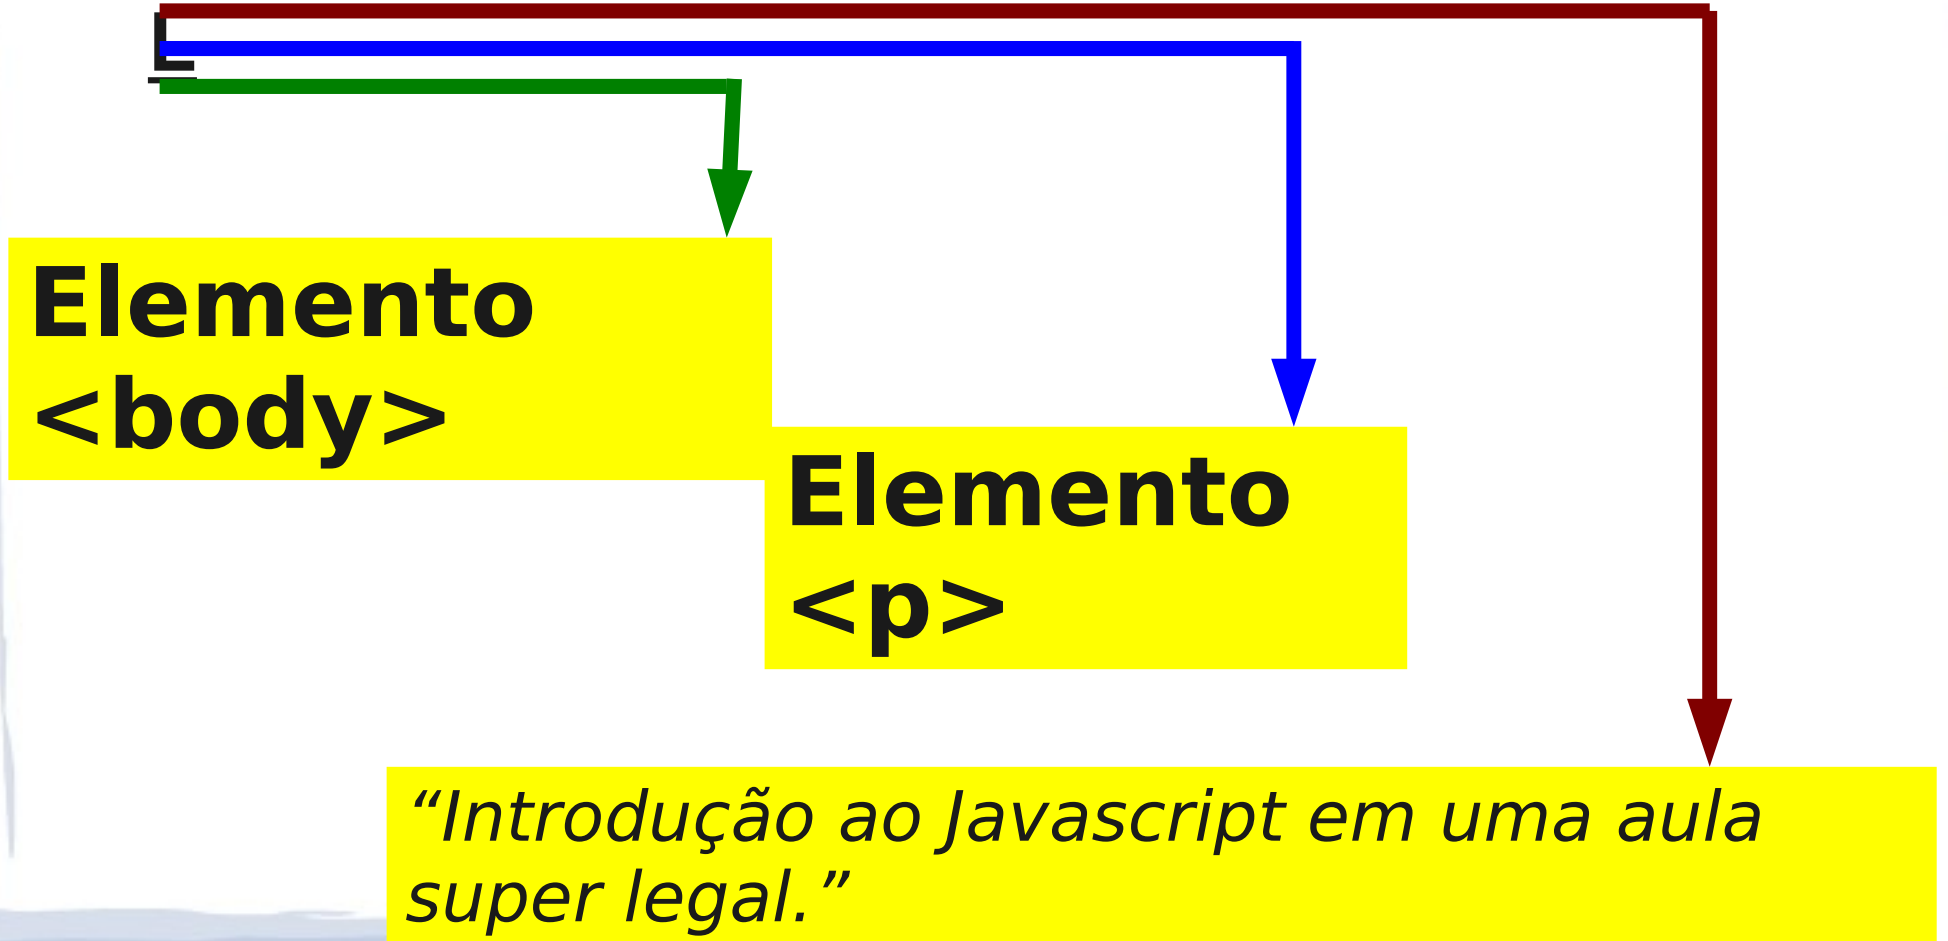 L
Elemento
<body>
Elemento
<p>
“Introdução ao Javascript em uma aula
super legal.”